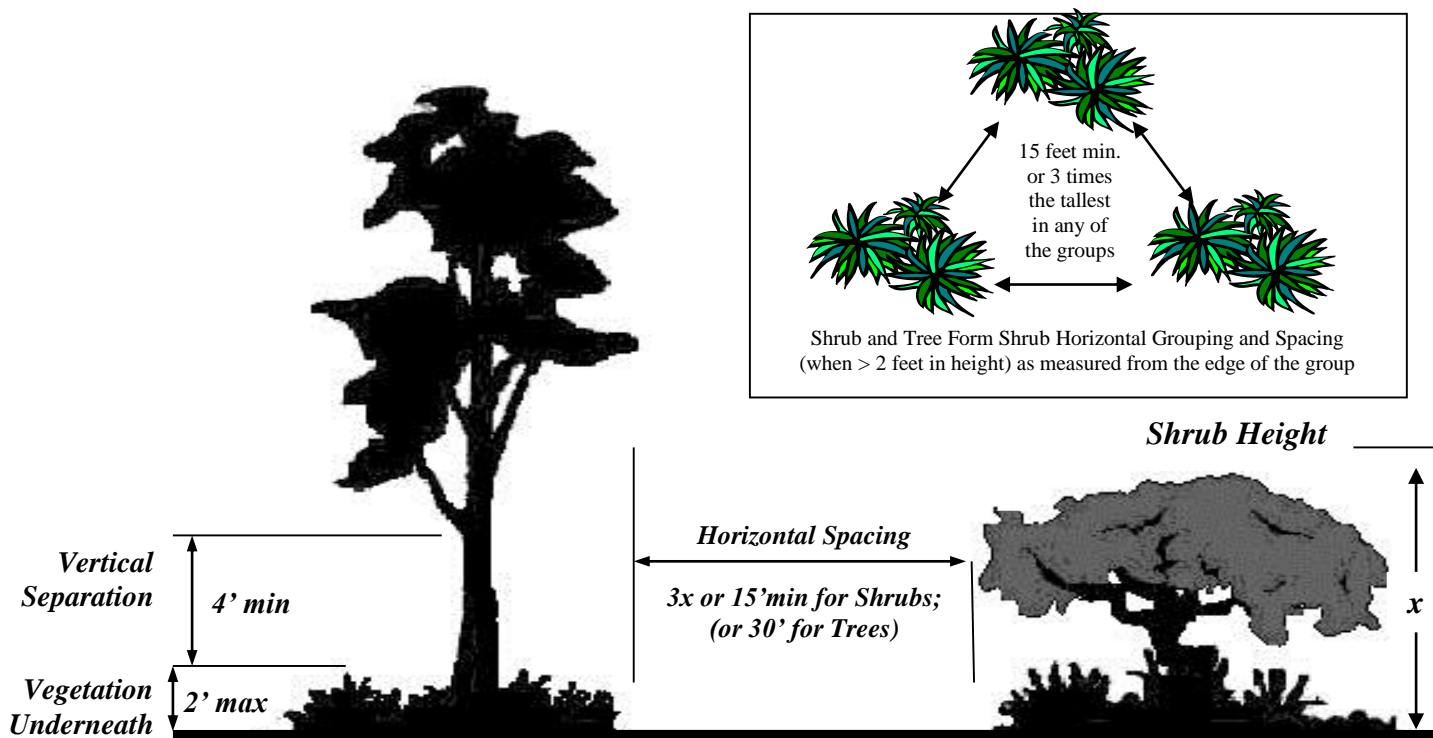 15 feet min.
or 3 times
the tallest
in any of
the groups
Shrub and Tree Form Shrub Horizontal Grouping and Spacing
(when > 2 feet in height) as measured from the edge of the group
Shrub Height
Horizontal Spacing
3x or 15’min for Shrubs;
(or 30’ for Trees)
x
Vertical
Separation
4’ min
Vegetation
Underneath
2’ max